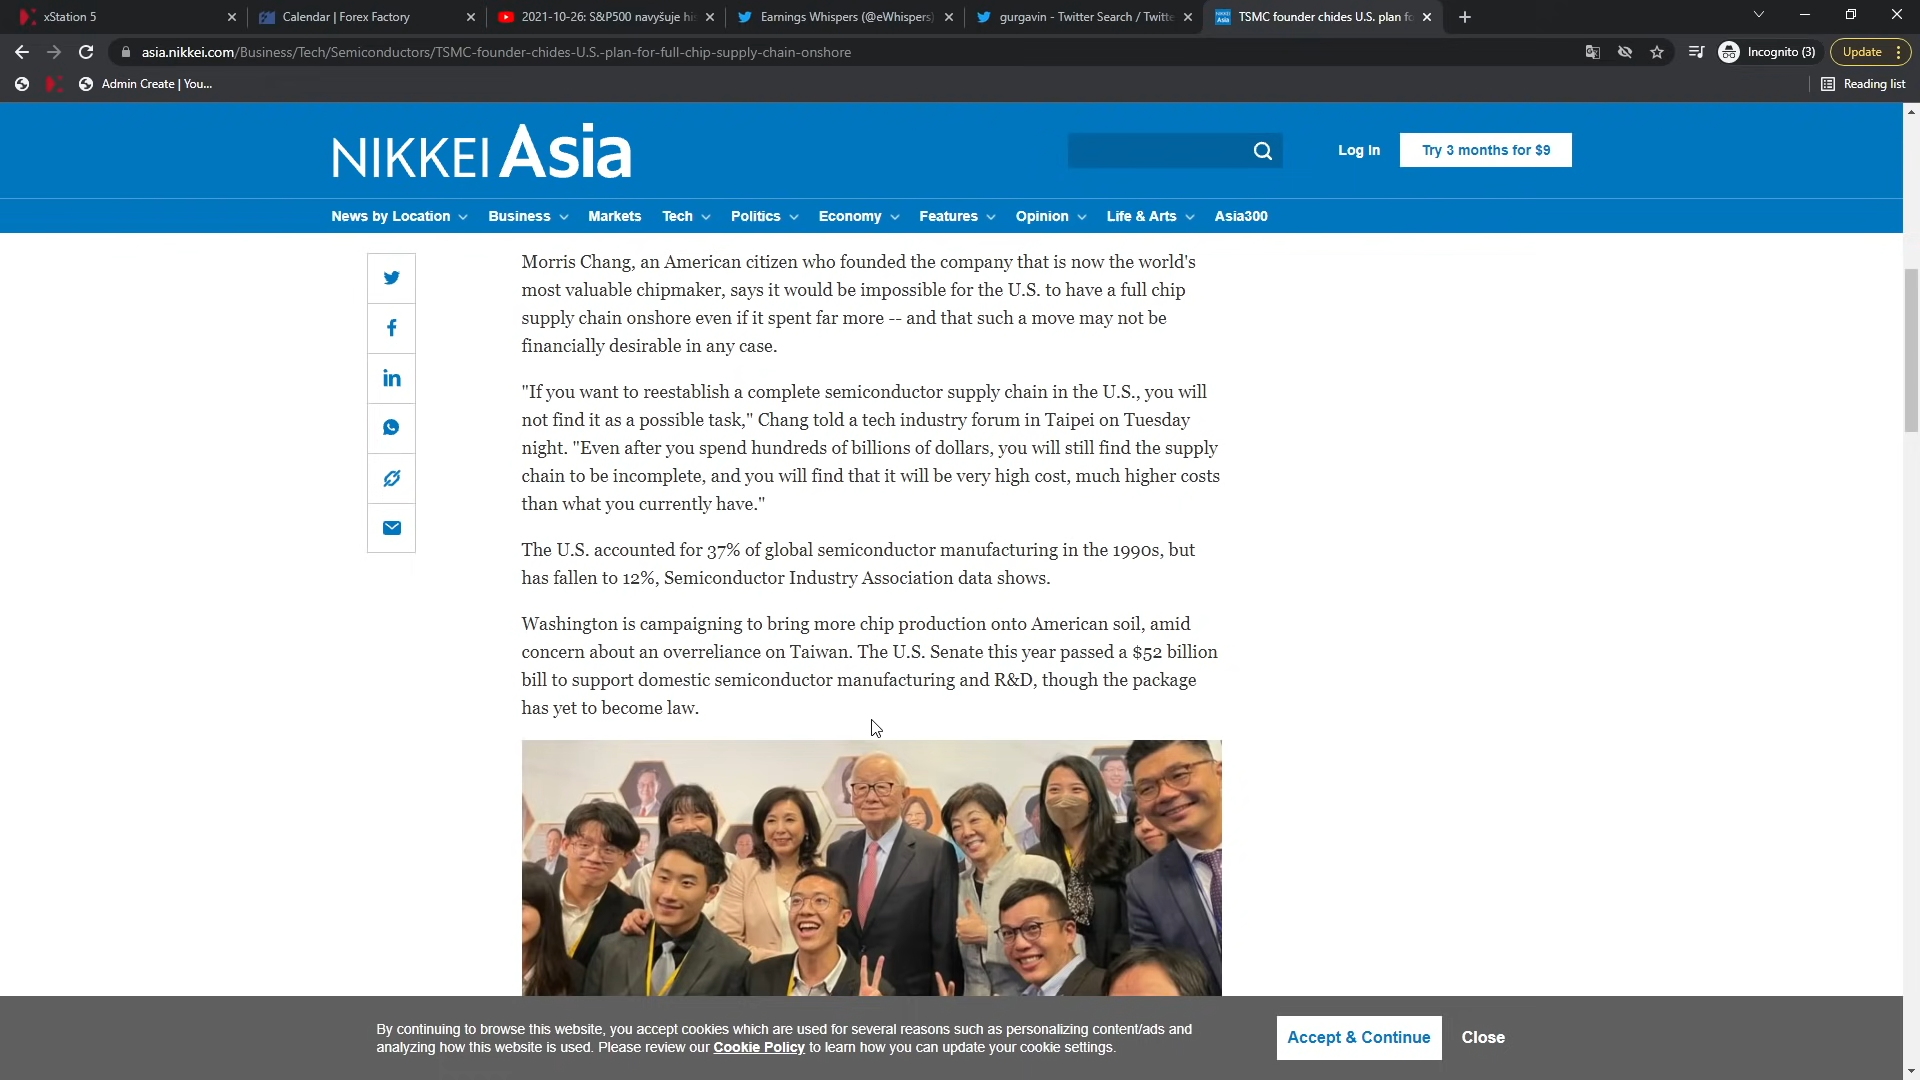 xStation 5
Calendar | Forex Factory
2021-10-26: S&P500 navyšuje hi
Earnings Whispers (@eWhispers)
gurgavin - Twitter Search / Twitte
TSMC founder chides U.S. plan fo
asia.nikkei.com/Business/Tech/Semiconductors/TSMC-founder-chides-U.S.-plan-for-full-chip-supply-chain-onshore
Incognito (3)
Update
Admin Create | You...
Reading list
NIKKEI Asia
Log In
Try 3 months for $9
News by Location Business Markets Tech Politics Economy Features Opinion Life & Arts Asia300
Morris Chang, an American citizen who founded the company that is now the world's
most valuable chipmaker, says it would be impossible for the U.S. to have a full chip
supply chain onshore even if it spent far more -- and that such a move may not be
financially desirable in any case.
"If you want to reestablish a complete semiconductor supply chain in the U.S., you will
not find it as a possible task," Chang told a tech industry forum in Taipei on Tuesday
night. "Even after you spend hundreds of billions of dollars, you will still find the supply
chain to be incomplete, and you will find that it will be very high cost, much higher costs
than what you currently have."
The U.S. accounted for 37% of global semiconductor manufacturing in the 1990s, but
has fallen to 12%, Semiconductor Industry Association data shows.
Washington is campaigning to bring more chip production onto American soil, amid
concern about an overreliance on Taiwan. The U.S. Senate this year passed a $52 billion
bill to support domestic semiconductor manufacturing and R&D, though the package
has yet to become law.
By continuing to browse this website, you accept cookies which are used for several reasons such as personalizing content/ads and
analyzing how this website is used. Please review our Cookie Policy to learn how you can update your cookie settings.
Accept & Continue
Close